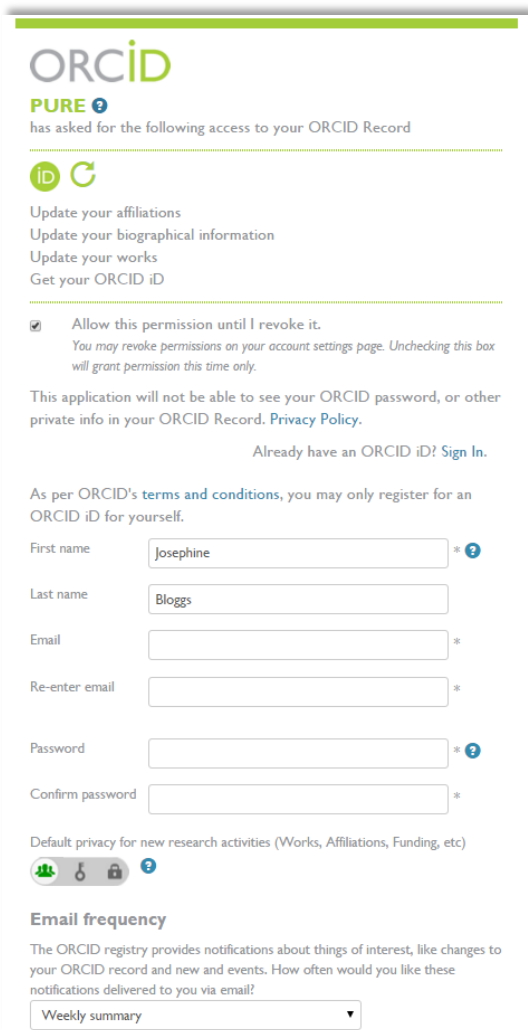 ORCiD
PURE ?
has asked for the following access to your ORCID Record
iD
Update your affiliations
Update your biographical information
Update your works
Get your ORCID iD
Allow this permission until I revoke it.
You may revoke permissions on your account settings page. Unchecking this box
will grant permission this time only.
This application will not be able to see your ORCID password, or other
private info in your ORCID Record. Privacy Policy.
Already have an ORCID iD? Sign In.
As per ORCID's terms and conditions, you may only register for an
ORCID iD for yourself.
First name Josephine * ?
Last name Bloggs
Email *
Re-enter email *
Password * ?
Confirm password *
Default privacy for new research activities (Works, Affiliations, Funding, etc)
?
Email frequency
The ORCID registry provides notifications about things of interest, like changes to
your ORCID record and new and events. How often would you like these
notifications delivered to you via email?
Weekly summary